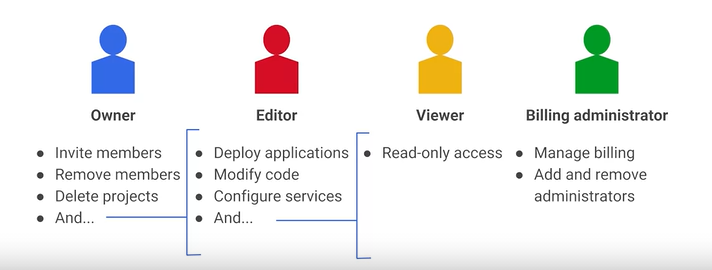 Owner
Invite members
Remove members
Delete projects
And...
Editor
Deploy applications
Modify code
Configure services
And...
Viewer
Read-only access
Billing administrator
Manage billing
Add and remove
administrators